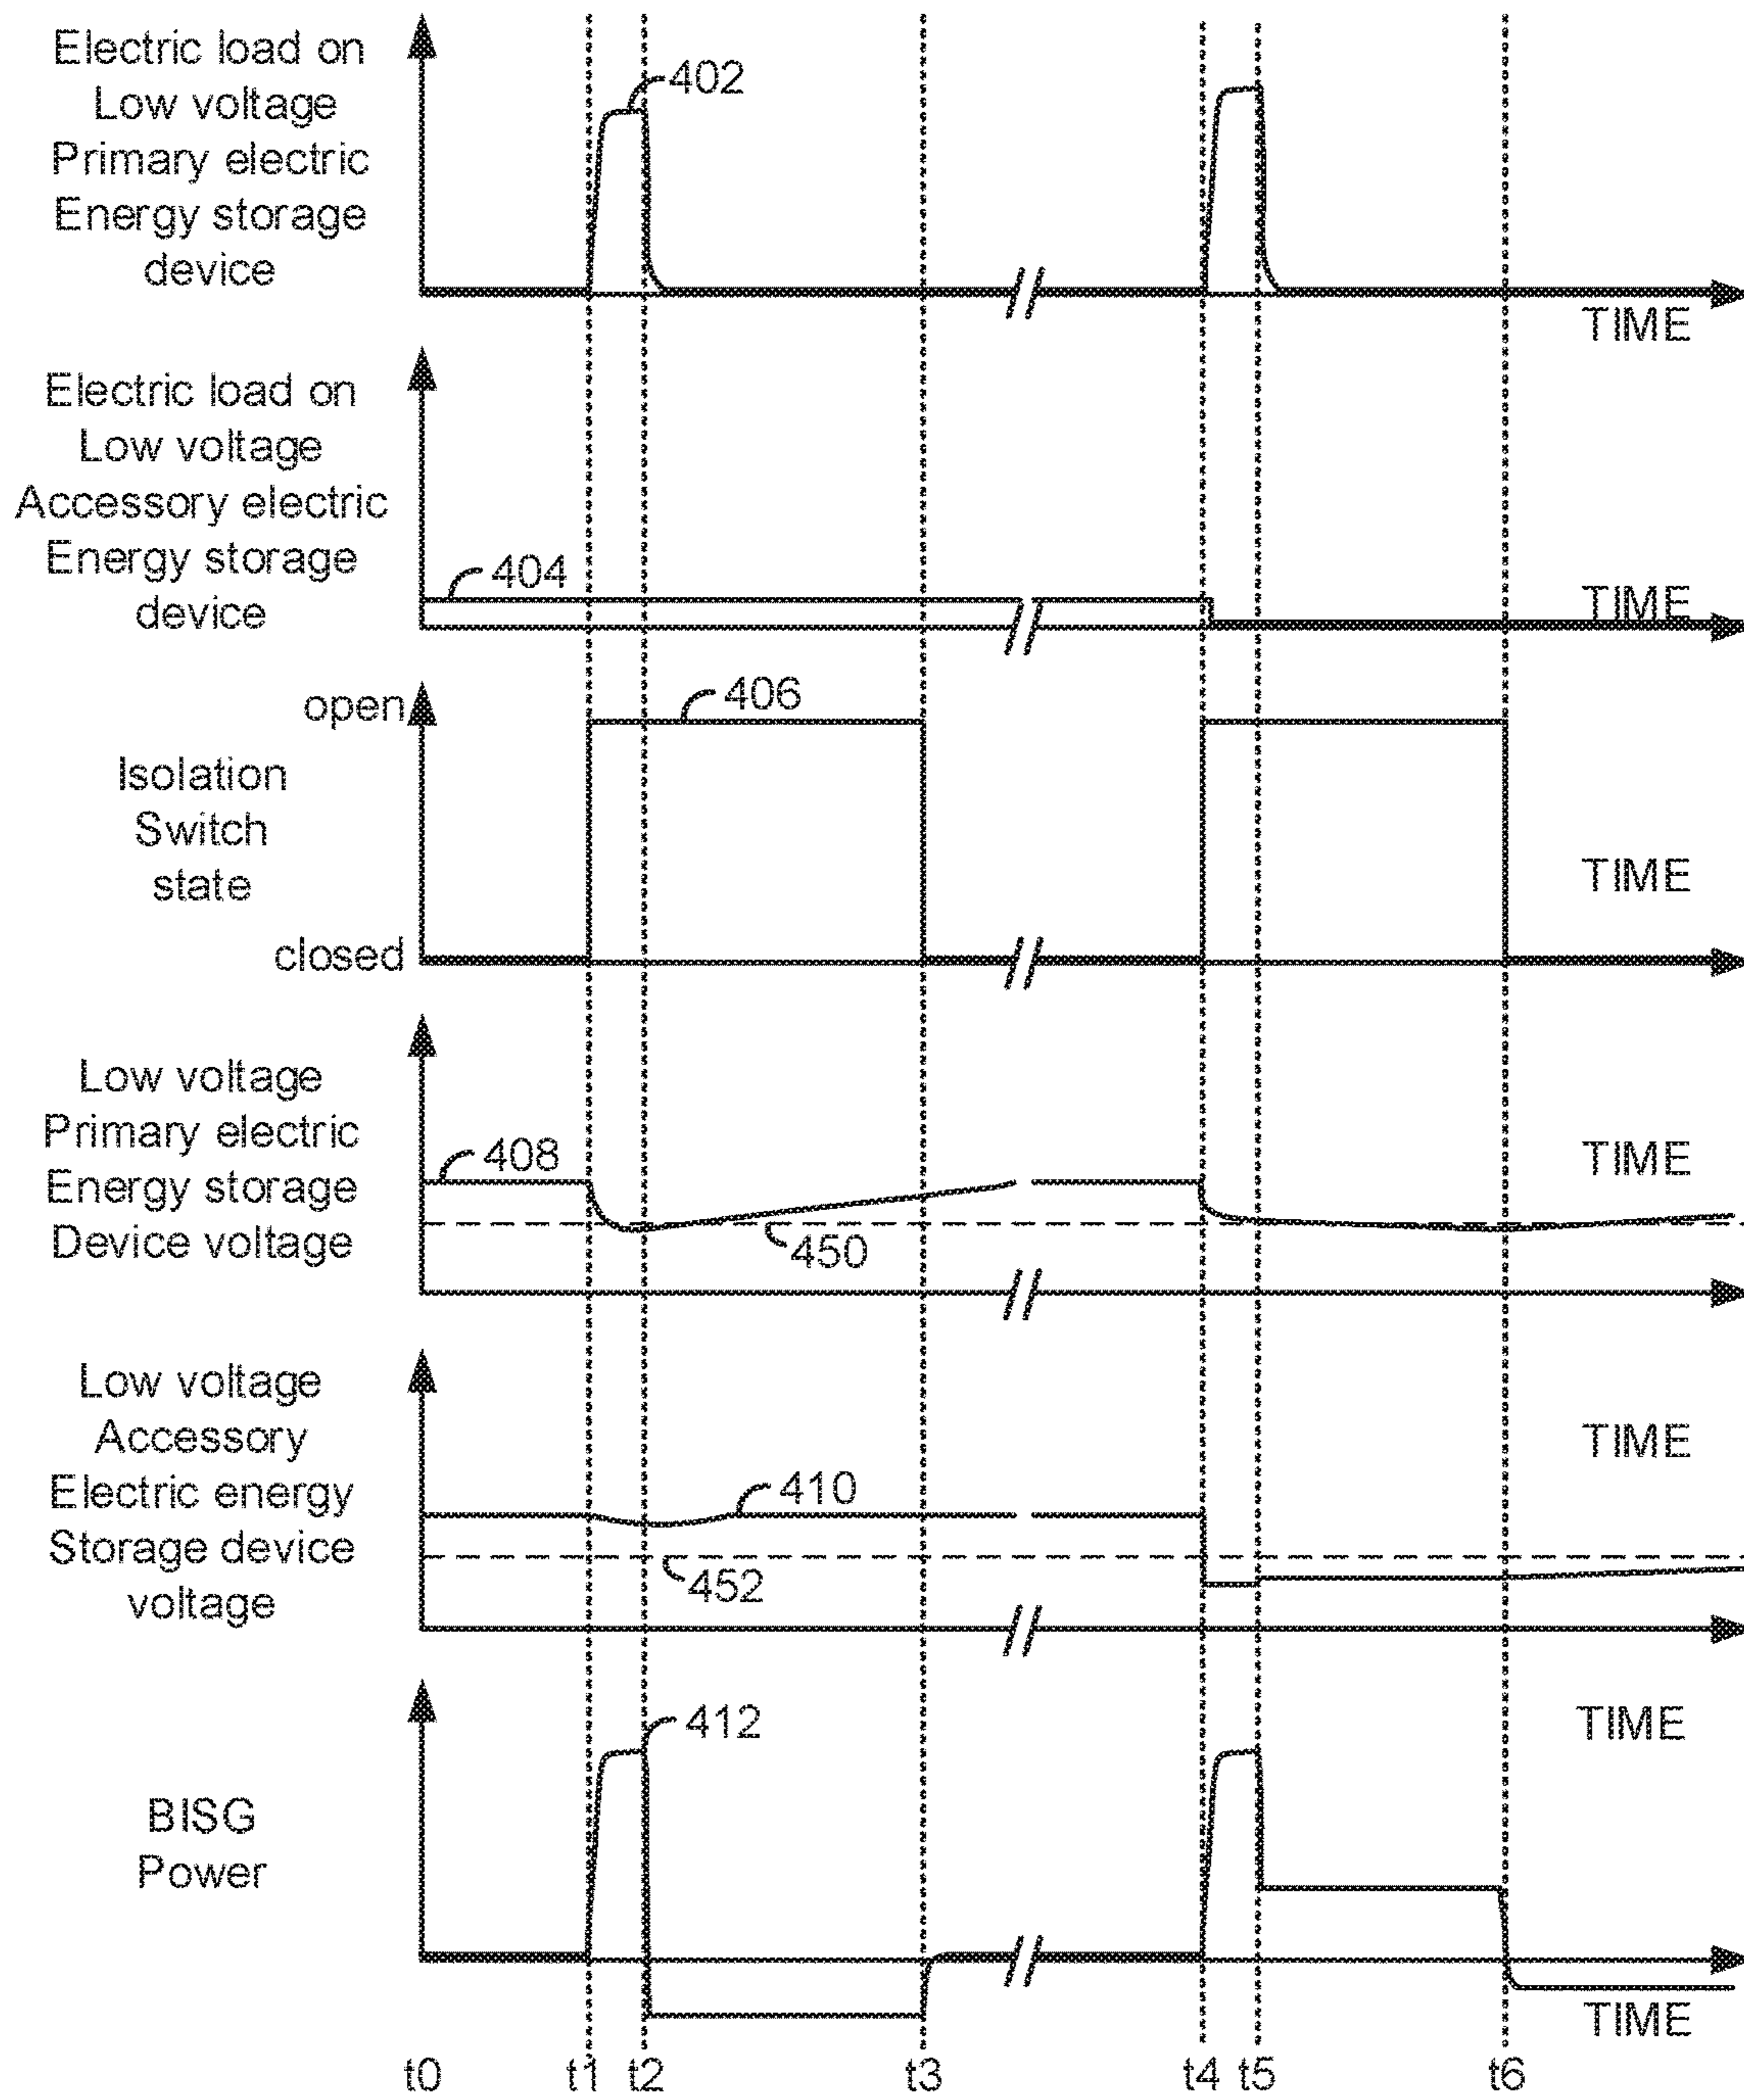 Electric load on
Low voltage
Primary electric
Energy storage
device
402
TIME
Electric load on
Low voltage
Accessory electric
Energy storage
device
404
TIME
open
406
Isolation
Switch
state
TIME
closed
Low voltage
Primary electric
Energy storage
Device voltage
408
450
TIME
Low voltage
Accessory
Electric energy
Storage device
voltage
410
452
TIME
412
TIME
BISG
Power
TIME
t0 t1 t2 t3 t4 t5 t6